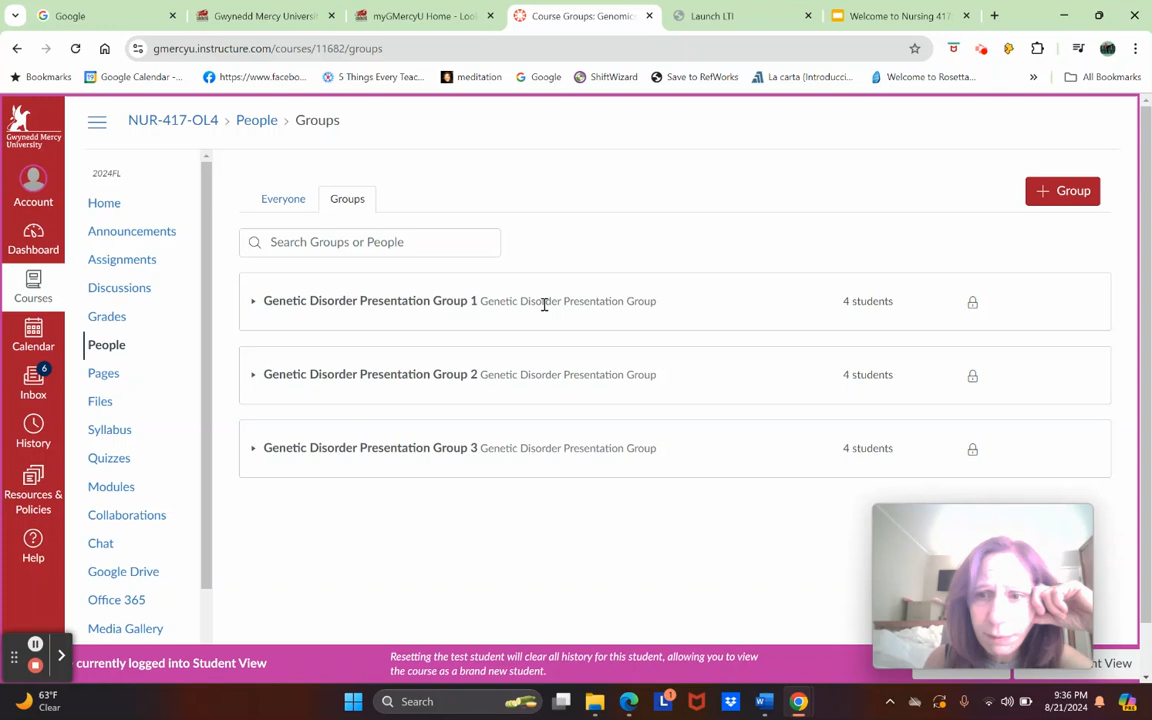 Google
Gwynedd Mercy Universi
myGMercyU Home - Loo
Course Groups: Genomic
Launch LTI
Welcome to Nursing 417
gmercyu.instructure.com/courses/11682/groups
Bookmarks
Google Calendar -...
https://www.facebo...
5 Things Every Teac...
meditation
Google
ShiftWizard
Save to RefWorks
La carta (Introducci...
Welcome to Rosetta...
All Bookmarks
Gwynedd Mercy
University
Account
Dashboard
Courses
Calendar
6
Inbox
History
Resources &
Policies
Help
NUR-417-OL4 > People > Groups
2024FL
Home
Announcements
Assignments
Discussions
Grades
People
Pages
Files
Syllabus
Quizzes
Modules
Collaborations
Chat
Google Drive
Office 365
Media Gallery
Everyone
Groups
+ Group
Search Groups or People
Genetic Disorder Presentation Group 1 Genetic Disorder Presentation Group 4 students
Genetic Disorder Presentation Group 2 Genetic Disorder Presentation Group 4 students
Genetic Disorder Presentation Group 3 Genetic Disorder Presentation Group 4 students
currently logged into Student View
Resetting the test student will clear all history for this student, allowing you to view
the course as a brand new student.
nt View
63°F
Clear
Search
1
9:36 PM
8/21/2024